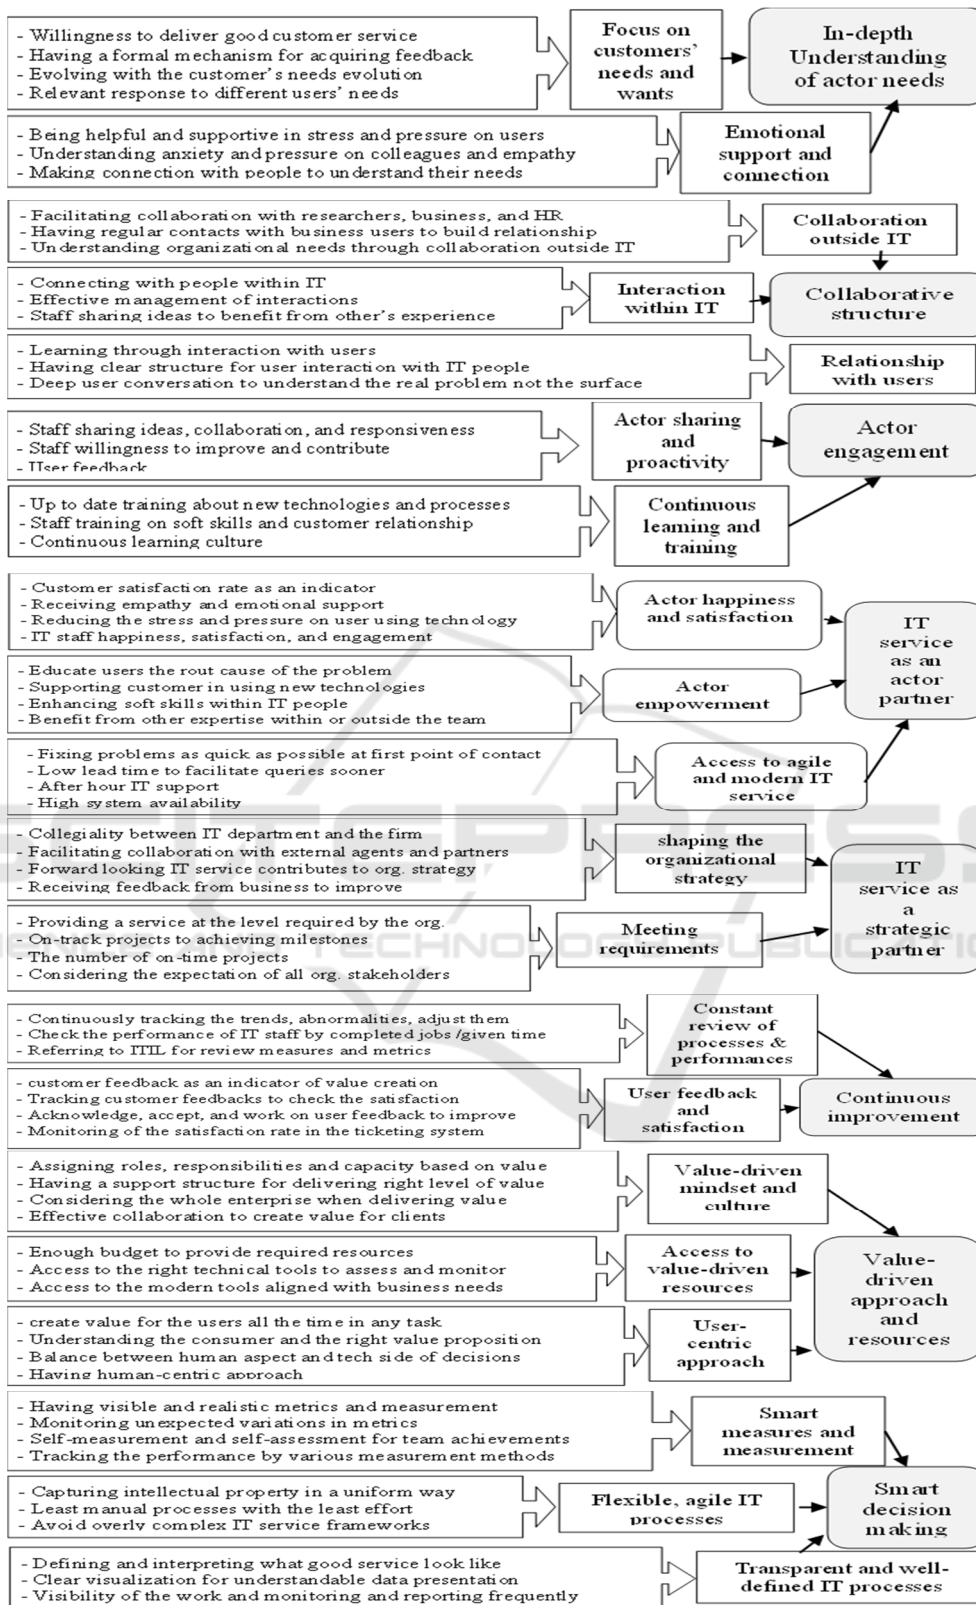 - Willingness to deliver good customer service
- Having a formal mechanism for acquiring feedback
- Evolving with the customer's needs evolution
- Relevant response to different users' needs
Focus on
customers'
needs and
wants
In-depth
Understanding
of actor needs
- Being helpful and supportive in stress and pressure on users
- Understanding anxiety and pressure on colleagues and empathy
- Making connection with people to understand their needs
Emotional
support and
connection
- Facilitating collaboration with researchers, business, and HR
- Having regular contacts with business users to build relationship
- Understanding organizational needs through collaboration outside IT
Collaboration
outside IT
- Connecting with people within IT
- Effective management of interactions
- Staff sharing ideas to benefit from other's experience
Interaction
within IT
Collaborative
structure
- Learning through interaction with users
- Having clear structure for user interaction with IT people
- Deep user conversation to understand the real problem not the surface
Relationship
with users
- Staff sharing ideas, collaboration, and responsiveness
- Staff willingness to improve and contribute
- User feedback
Actor sharing
and
proactivity
Actor
engagement
- Up to date training about new technologies and processes
- Staff training on soft skills and customer relationship
- Continuous learning culture
Continuous
learning and
training
- Customer satisfaction rate as an indicator
- Receiving empathy and emotional support
- Reducing the stress and pressure on user using technology
- IT staff happiness, satisfaction, and engagement
Actor happiness
and satisfaction
IT
service
as an
actor
partner
- Educate users the rout cause of the problem
- Supporting customer in using new technologies
- Enhancing soft skills within IT people
- Benefit from other expertise within or outside the team
Actor
empowerment
- Fixing problems as quick as possible at first point of contact
- Low lead time to facilitate queries sooner
- After hour IT support
- High system availability
Access to agile
and modern IT
service
- Collegiality between IT department and the firm
- Facilitating collaboration with external agents and partners
- Forward looking IT service contributes to org. strategy
- Receiving feedback from business to improve
shaping the
organizational
strategy
IT
service as
a
strategic
partner
- Providing a service at the level required by the org.
- On-track projects to achieving milestones
- The number of on-time projects
- Considering the expectation of all org. stakeholders
Meeting
requirements
- Continuously tracking the trends, abnormalities, adjust them
- Check the performance of IT staff by completed jobs /given time
- Referring to ITIL for review measures and metrics
Constant
review of
processes &
performances
- customer feedback as an indicator of value creation
- Tracking customer feedbacks to check the satisfaction
- Acknowledge, accept, and work on user feedback to improve
- Monitoring of the satisfaction rate in the ticketing system
User feedback
and
satisfaction
Continuous
improvement
- Assigning roles, responsibilities and capacity based on value
- Having a support structure for delivering right level of value
- Considering the whole enterprise when delivering value
- Effective collaboration to create value for clients
Value-driven
mindset and
culture
- Enough budget to provide required resources
- Access to the right technical tools to assess and monitor
- Access to the modern tools aligned with business needs
Access to
value-driven
resources
Value-
driven
approach
and
resources
- create value for the users all the time in any task
- Understanding the consumer and the right value proposition
- Balance between human aspect and tech side of decisions
- Having human-centric approach
User-
centric
approach
- Having visible and realistic metrics and measurement
- Monitoring unexpected variations in metrics
- Self-measurement and self-assessment for team achievements
- Tracking the performance by various measurement methods
Smart
measures and
measurement
- Capturing intellectual property in a uniform way
- Least manual processes with the least effort
- Avoid overly complex IT service frameworks
Flexible, agile IT
processes
Smart
decision
making
- Defining and interpreting what good service look like
- Clear visualization for understandable data presentation
- Visibility of the work and monitoring and reporting frequently
Transparent and well-
defined IT processes